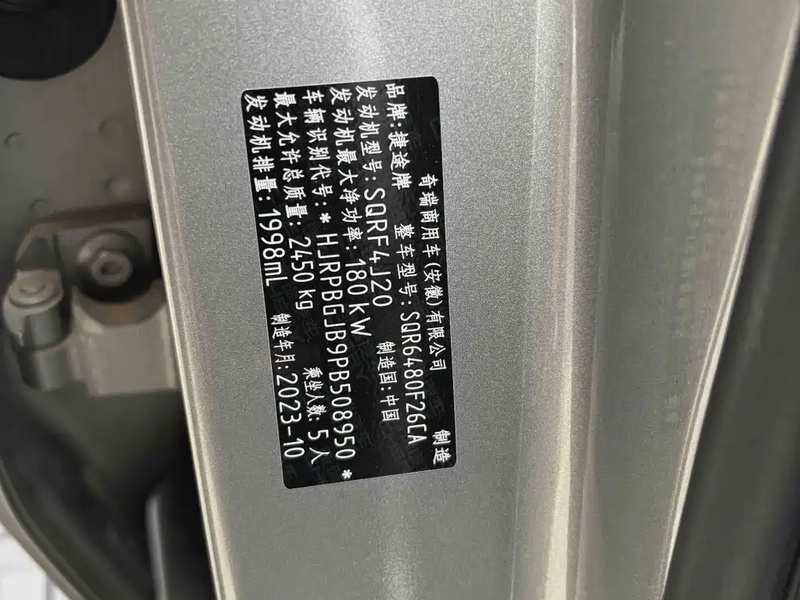 奇瑞商用车(安徽)有限公司 制造
品牌:捷途牌 整车型号:SQR6480F26CA
发动机型号:SQRF4J20 制造国:中国
发动机最大净功率:180kW
车辆识别代号:*HJRPBGJB9PB508950*
最大允许总质量:2450kg 乘坐人数:5人
发动机排量:1998mL 制造年月:2023-10